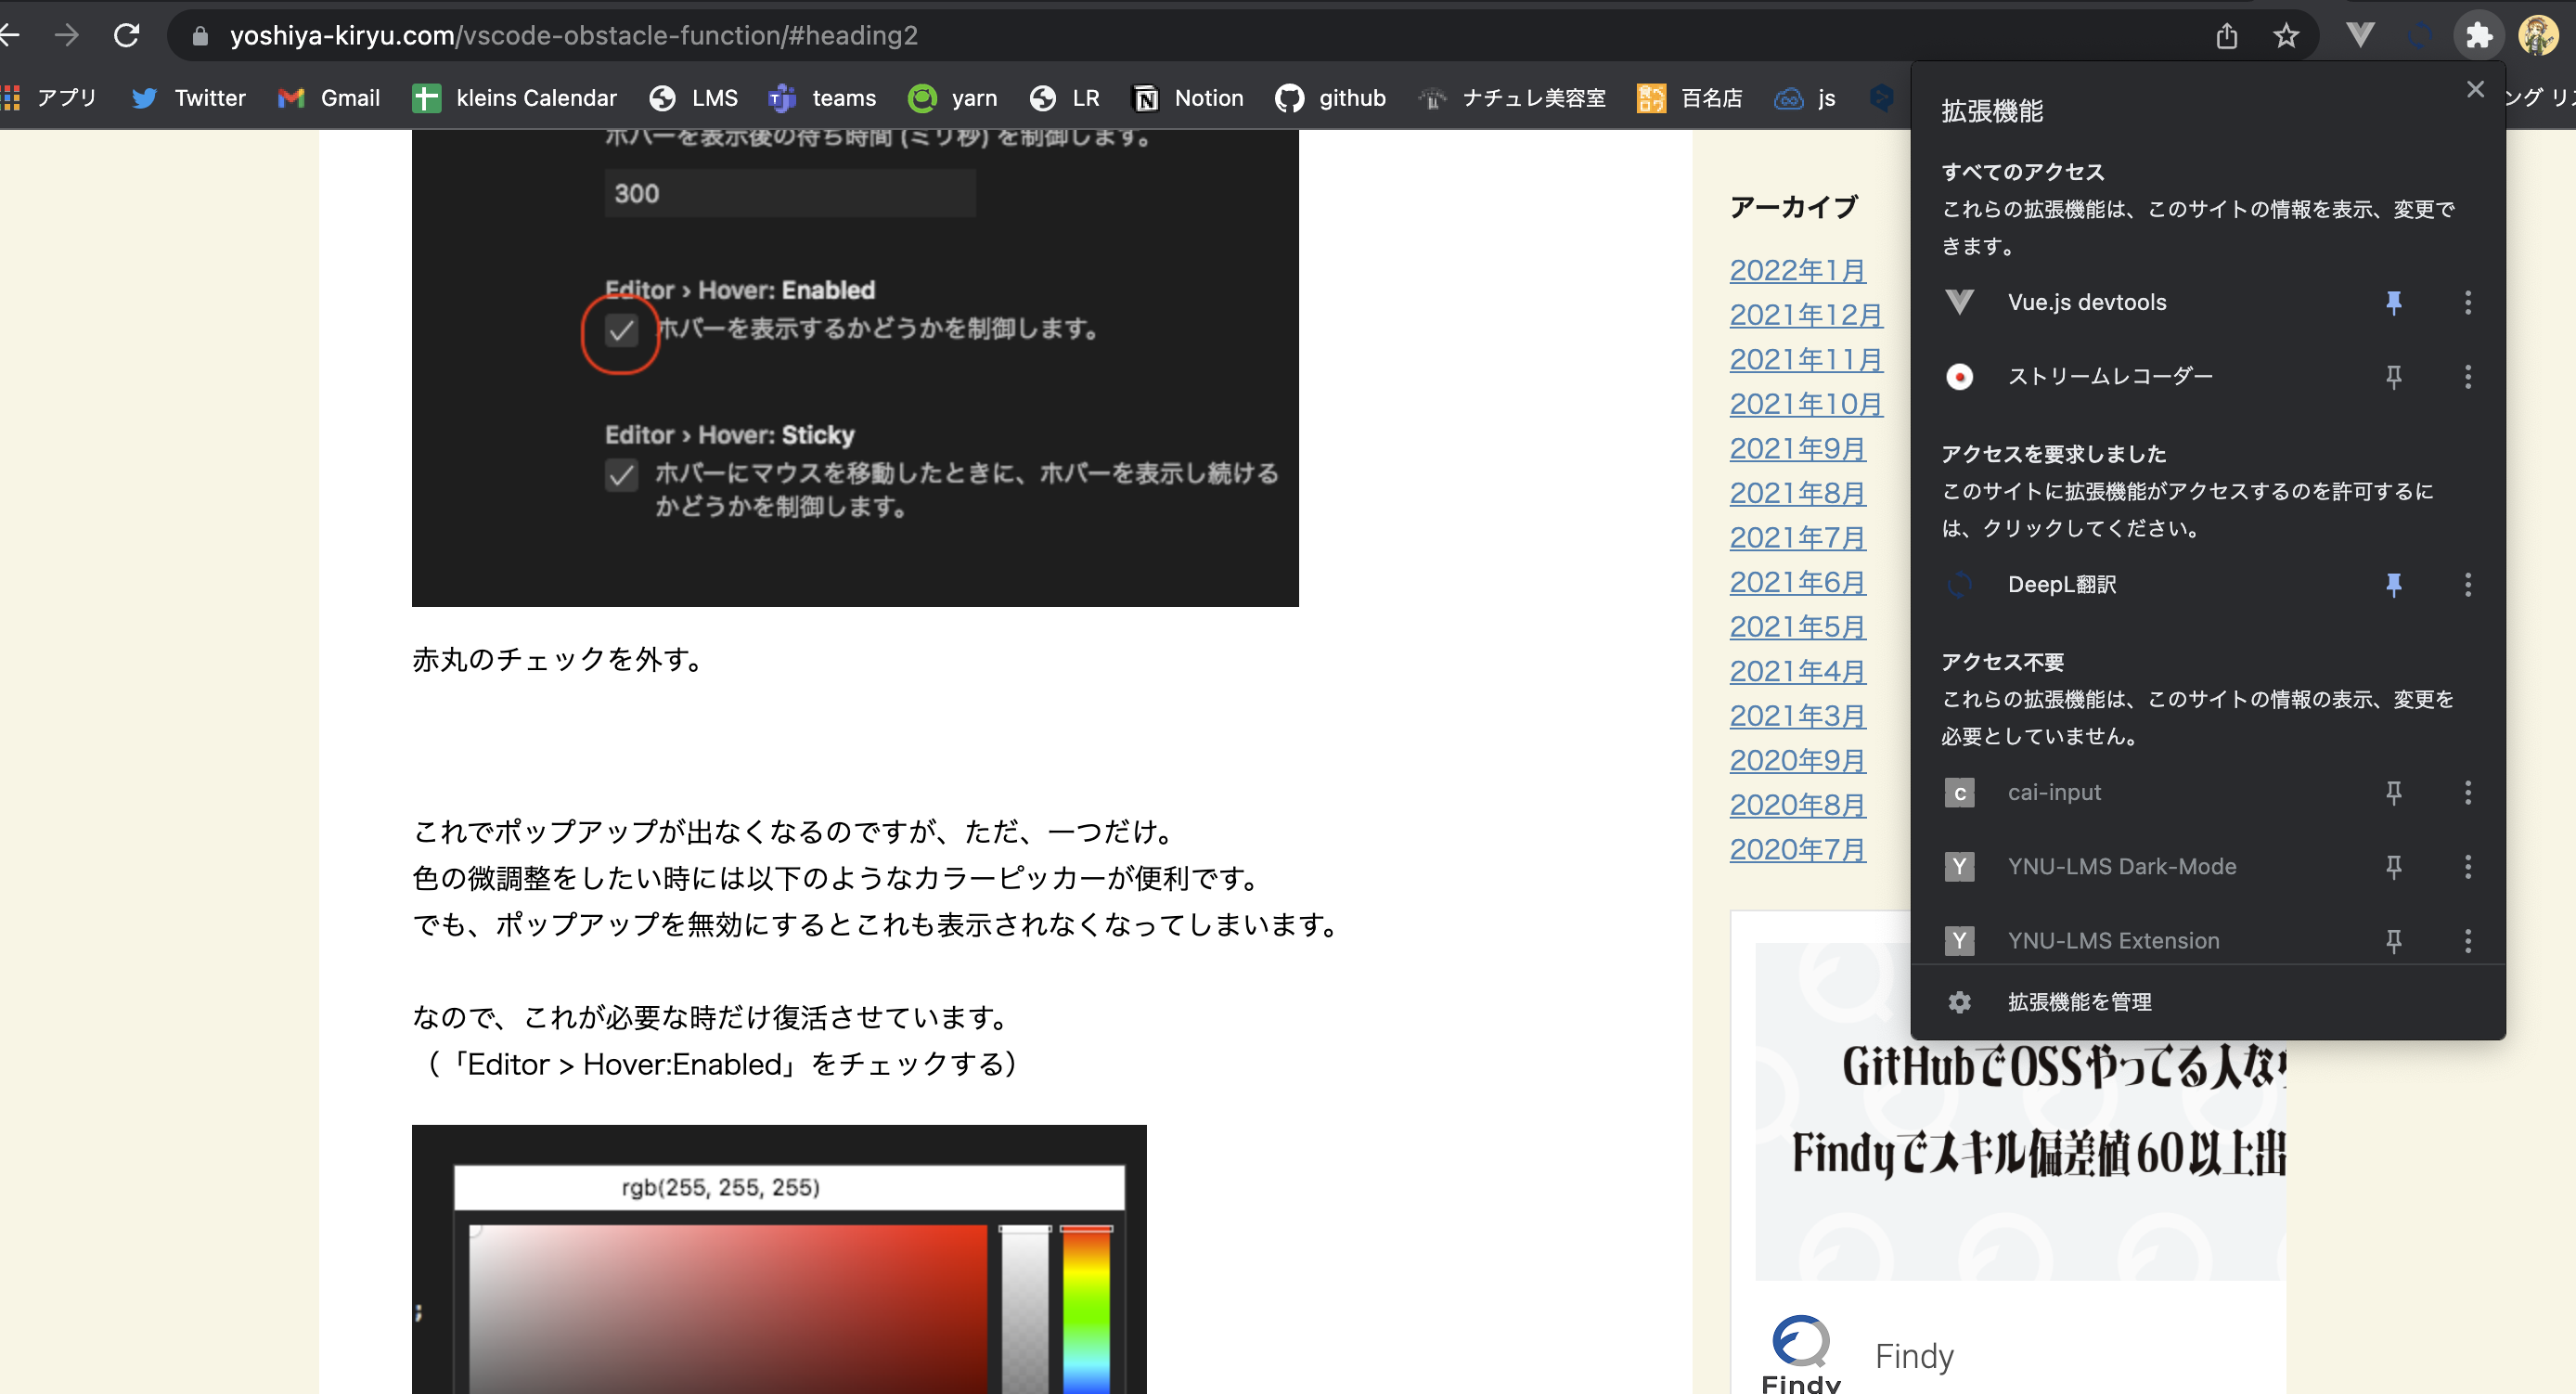 yoshiya-kiryu.com/vscode-obstacle-function/#heading2
アプリ
Twitter
Gmail
kleins Calendar
LMS
teams
yarn
LR
Notion
github
ナチュレ美容室
百名店
js
ング リス
ホバーを表示後の待ち時間 (ミリ秒) を制御します。
300
Editor › Hover: Enabled
ホバーを表示するかどうかを制御します。
Editor › Hover: Sticky
ホバーにマウスを移動したときに、ホバーを表示し続ける
かどうかを制御します。
赤丸のチェックを外す。
これでポップアップが出なくなるのですが、ただ、一つだけ。
色の微調整をしたい時には以下のようなカラーピッカーが便利です。
でも、ポップアップを無効にするとこれも表示されなくなってしまいます。
なので、これが必要な時だけ復活させています。
（「Editor > Hover:Enabled」をチェックする）
rgb(255, 255, 255)
;
アーカイブ
2022年1月
2021年12月
2021年11月
2021年10月
2021年9月
2021年8月
2021年7月
2021年6月
2021年5月
2021年4月
2021年3月
2020年9月
2020年8月
2020年7月
拡張機能
すべてのアクセス
これらの拡張機能は、このサイトの情報を表示、変更で
きます。
Vue.js devtools
ストリームレコーダー
アクセスを要求しました
このサイトに拡張機能がアクセスするのを許可するに
は、クリックしてください。
DeepL翻訳
アクセス不要
これらの拡張機能は、このサイトの情報の表示、変更を
必要としていません。
c cai-input
Y YNU-LMS Dark-Mode
Y YNU-LMS Extension
拡張機能を管理
GitHubでOSSやってる人なら
Findyでスキル偏差値60以上出
Findy
Findy